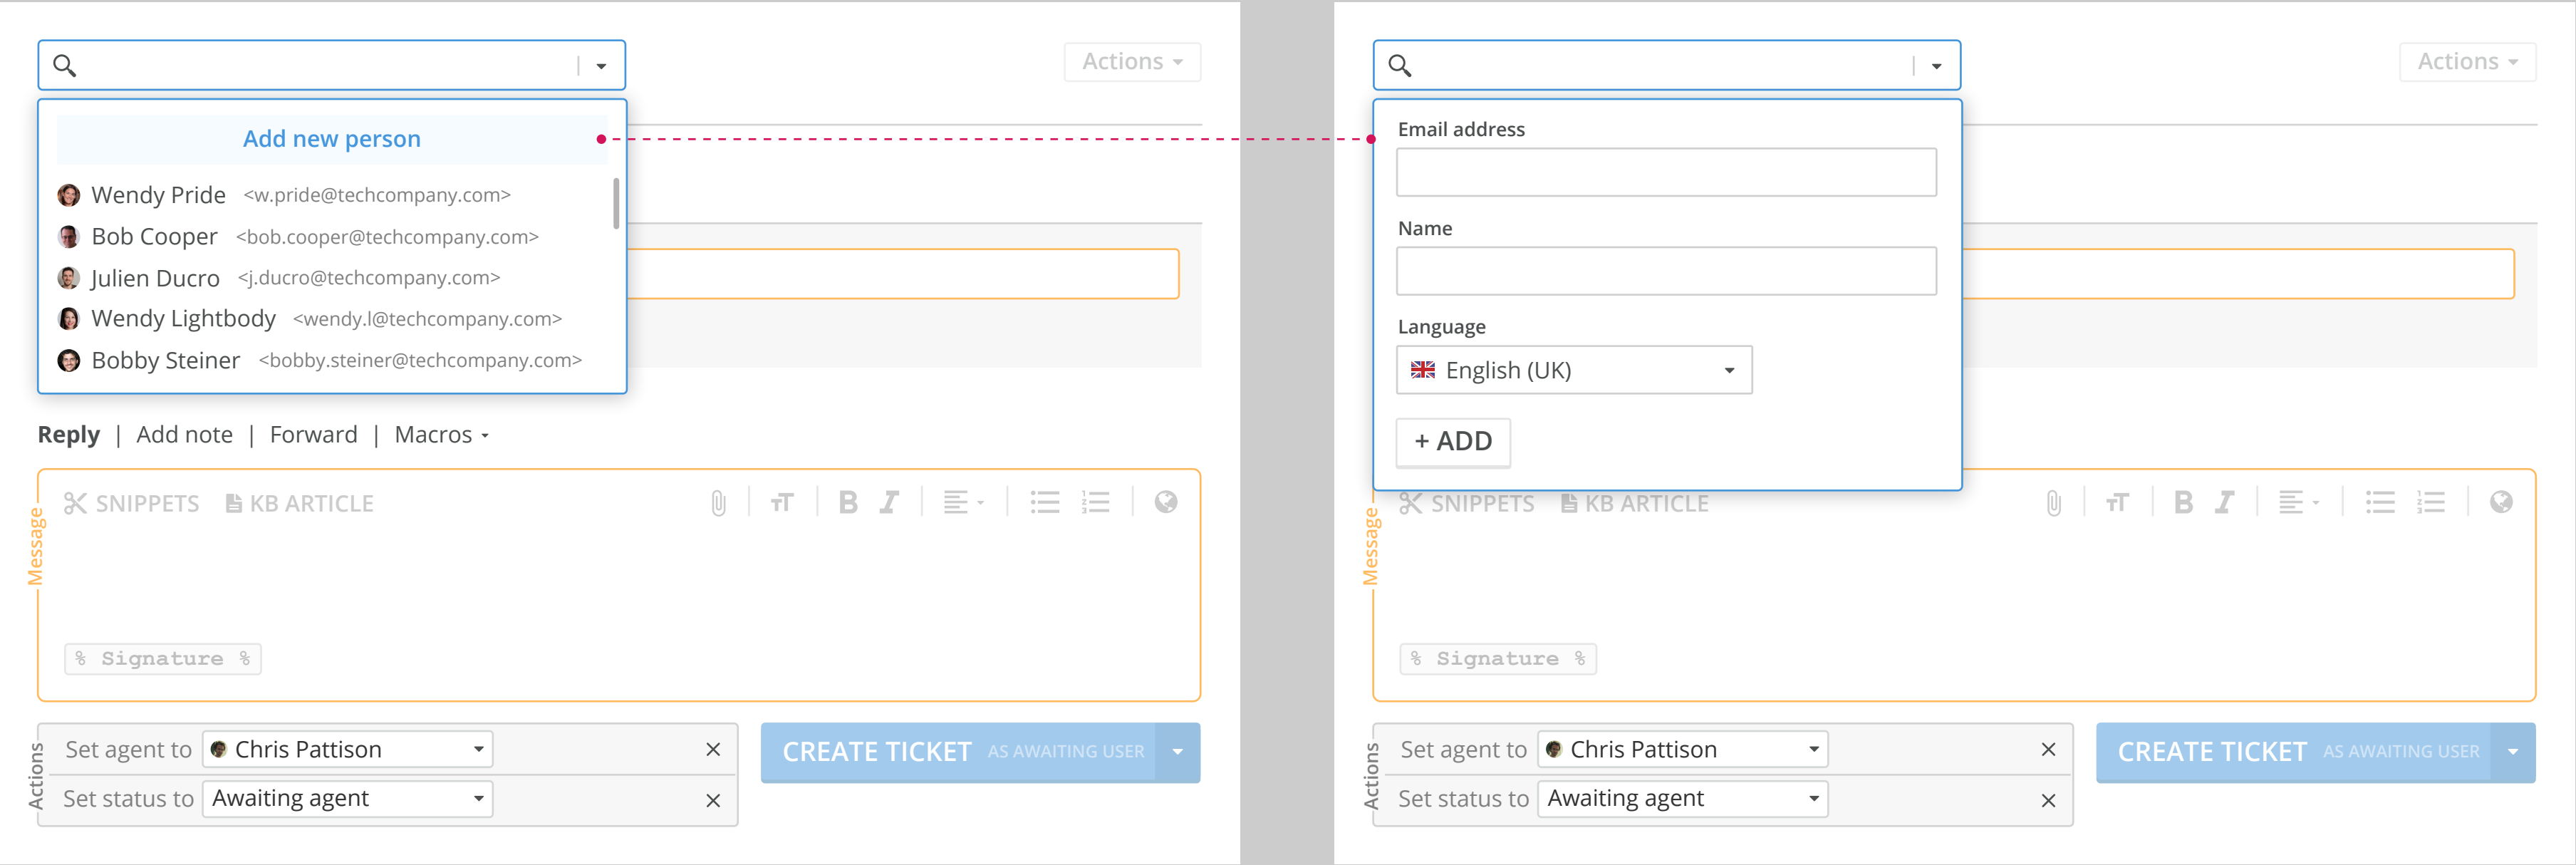 Actions
Add new person
Wendy Pride <w.pride@techcompany.com>
Bob Cooper <bob.cooper@techcompany.com>
Julien Ducro <j.ducro@techcompany.com>
Wendy Lightbody <wendy.l@techcompany.com>
Bobby Steiner <bobby.steiner@techcompany.com>
Reply | Add note | Forward | Macros
Message
SNIPPETS KB ARTICLE B I
% Signature %
Actions
Set agent to Chris Pattison
Set status to Awaiting agent
CREATE TICKET AS AWAITING USER
Actions
Email address
Name
Language
English (UK)
+ ADD
Message
SNIPPETS KB ARTICLE B I
% Signature %
Actions
Set agent to Chris Pattison
Set status to Awaiting agent
CREATE TICKET AS AWAITING USER